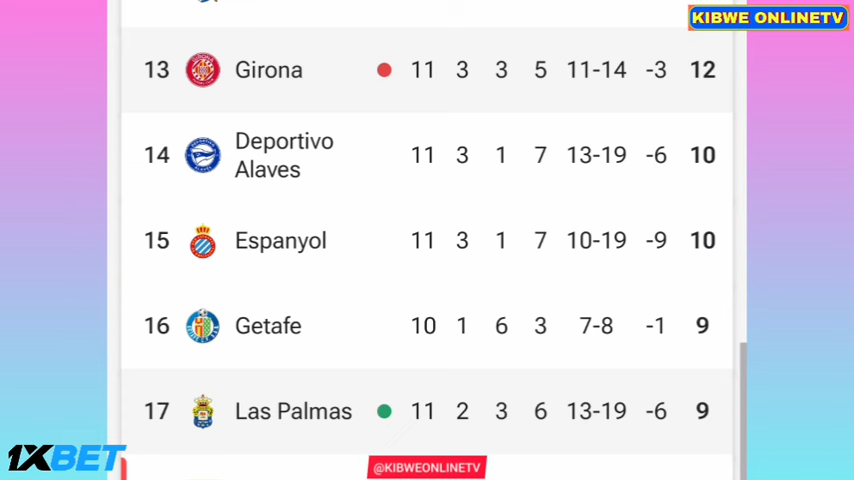 KIBWE ONLINETV
13 Girona 11 3 3 5 11-14 -3 12
14 Deportivo Alaves 11 3 1 7 13-19 -6 10
15 Espanyol 11 3 1 7 10-19 -9 10
16 Getafe 10 1 6 3 7-8 -1 9
17 Las Palmas 11 2 3 6 13-19 -6 9
1XBET
@KIBWEONLINETV